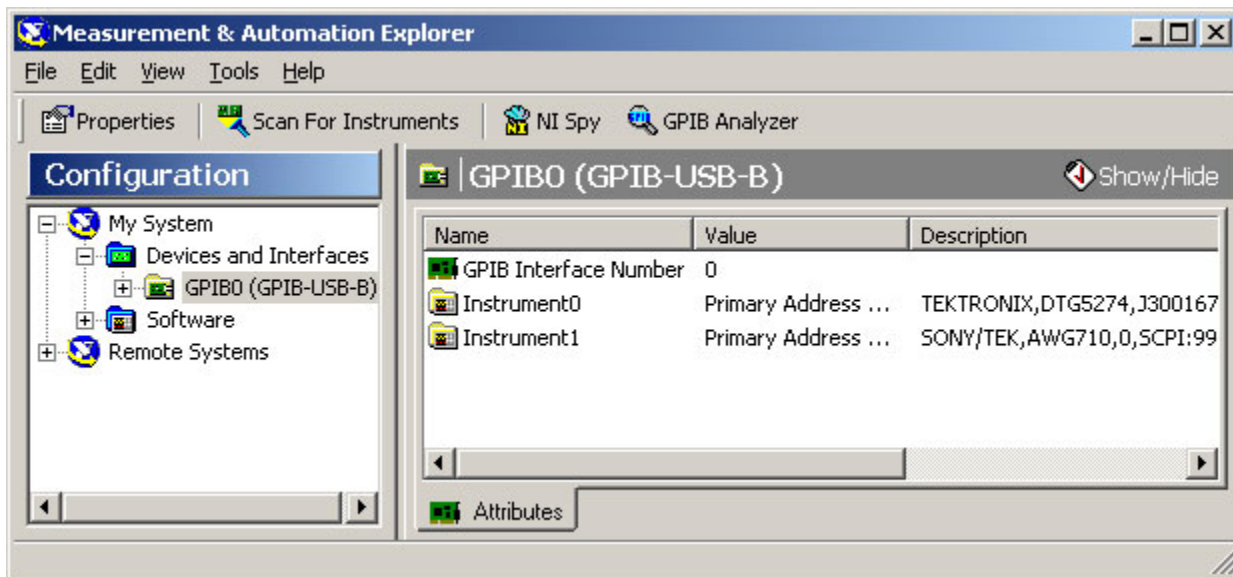 Measurement & Automation Explorer
File Edit View Tools Help
Properties Scan For Instruments NI Spy GPIB Analyzer
Configuration
My System
Devices and Interfaces
GPIB0 (GPIB-USB-B)
Software
Remote Systems
GPIB0 (GPIB-USB-B) Show/Hide
Name Value Description
GPIB Interface Number 0
Instrument0 Primary Address ... TEKTRONIX,DTG5274,J300167
Instrument1 Primary Address ... SONY/TEK,AWG710,0,SCPI:99
Attributes